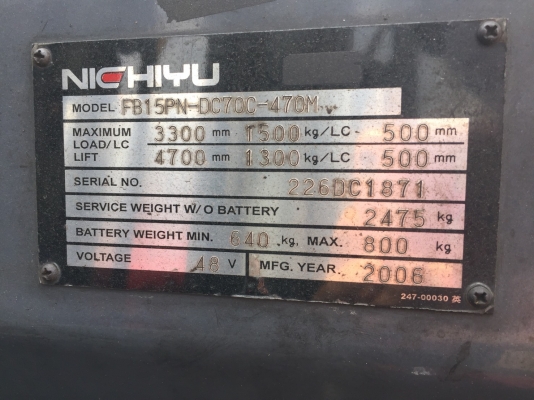 NICHIYU
MODEL FB15PN-DC70C-470M
MAXIMUM 3300 mm 1500 kg/LC - 500 mm
LOAD/LC
LIFT 4700 mm 1300 kg/LC 500 mm
SERIAL NO. 226DC1871
SERVICE WEIGHT W/O BATTERY 2475 kg
BATTERY WEIGHT MIN. 640 kg, MAX. 800 kg
VOLTAGE 48 V MFG. YEAR 2006
247-00030 英